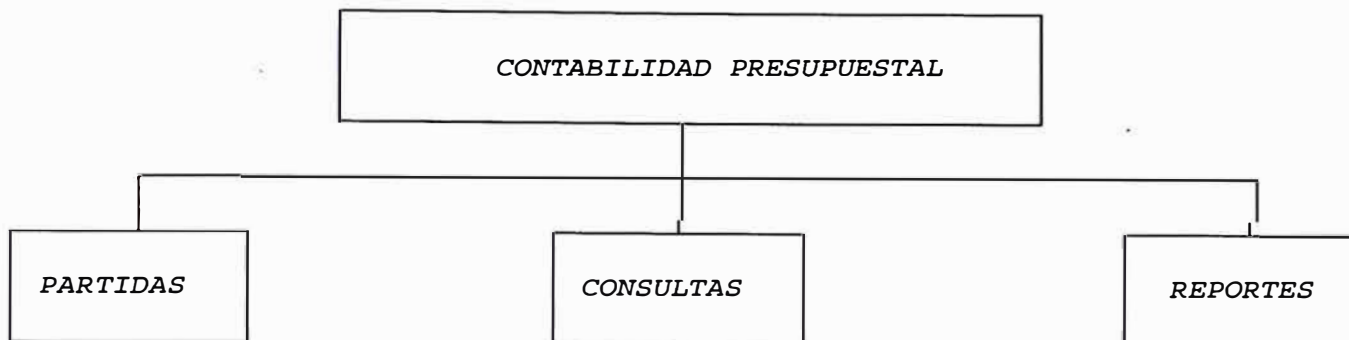 CONTABILIDAD PRESUPUESTAL
PARTIDAS
CONSULTAS
REPORTES